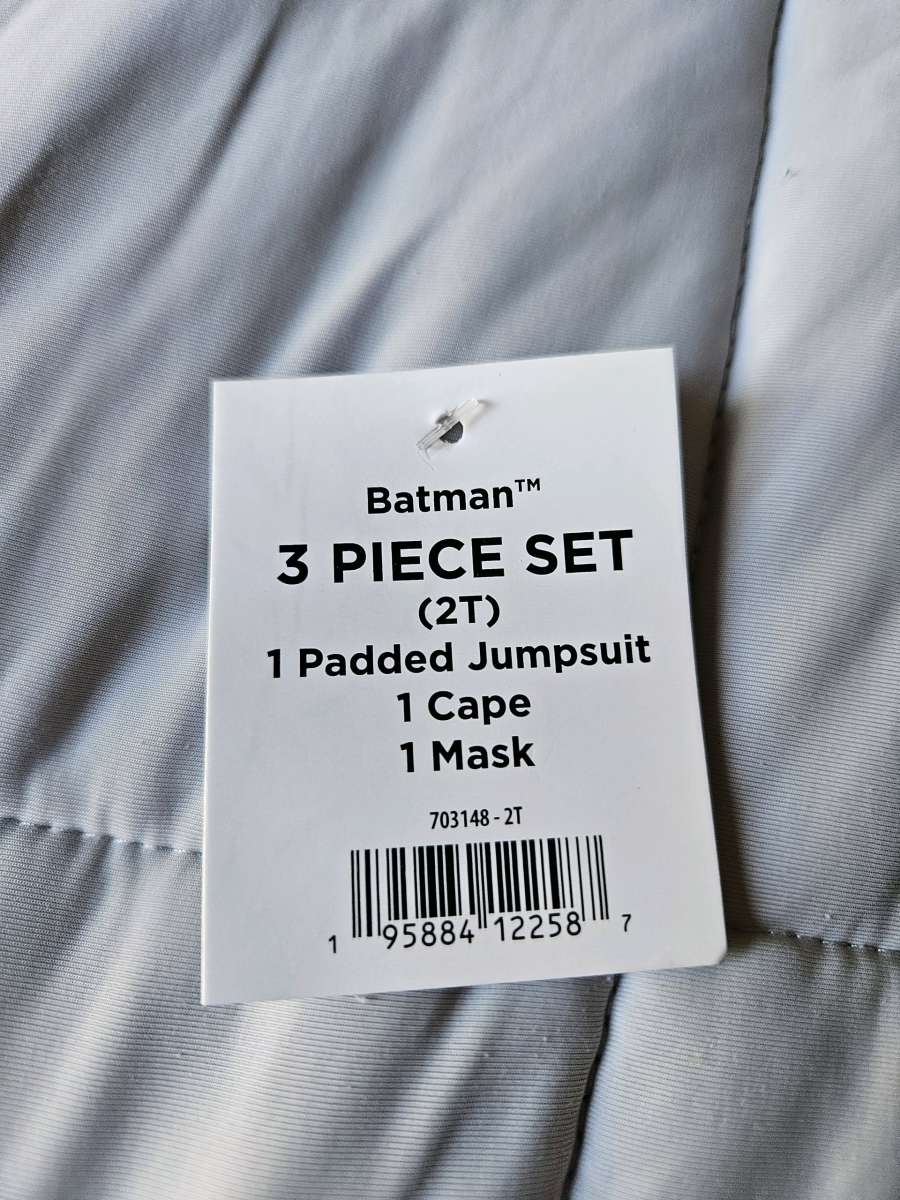 Batman™
3 PIECE SET
(2T)
1 Padded Jumpsuit
1 Cape
1 Mask
703148 - 2T
1 95884 12258 7